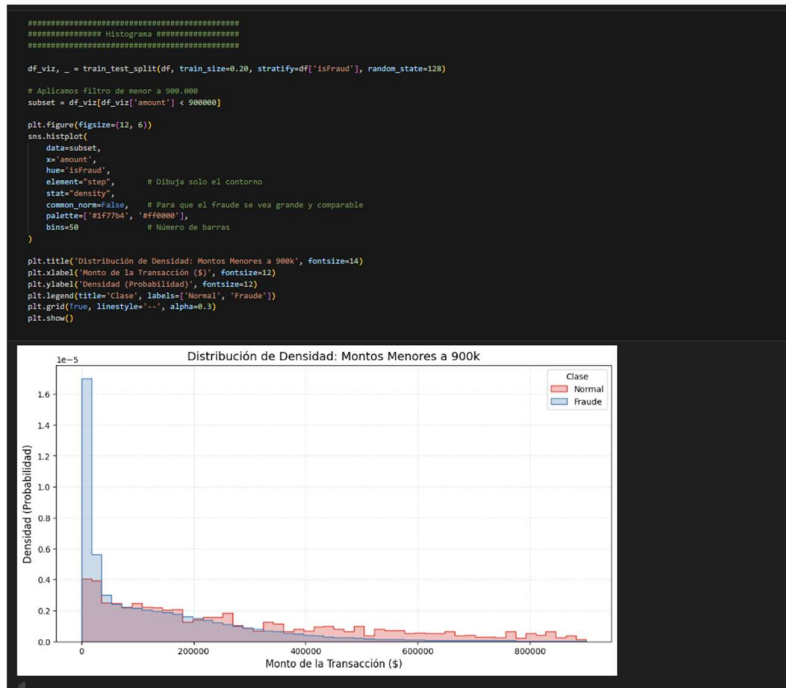 ###############################################
################ Histograma ##################
###############################################
df_viz, _ = train_test_split(df, train_size=0.20, stratify=df['isFraud'], random_state=128)
# Aplicamos filtro de menor a 900.000
subset = df_viz[df_viz['amount'] < 900000]
plt.figure(figsize=(12, 6))
sns.histplot(
data=subset,
x='amount',
hue='isFraud',
element="step", # Dibuja solo el contorno
stat="density",
common_norm=False, # Para que el fraude se vea grande y comparable
palette=['#1f77b4', '#ff0000'],
bins=50 # Número de barras
)
plt.title('Distribución de Densidad: Montos Menores a 900k', fontsize=14)
plt.xlabel('Monto de la Transacción ($)', fontsize=12)
plt.ylabel('Densidad (Probabilidad)', fontsize=12)
plt.legend(title='Clase', labels=['Normal', 'Fraude'])
plt.grid(True, linestyle='--', alpha=0.3)
plt.show()
Distribución de Densidad: Montos Menores a 900k
1e-5
Clase
Normal
Fraude
1.6
1.4
1.2
1.0
0.8
0.6
0.4
0.2
0.0
Densidad (Probabilidad)
0 200000 400000 600000 800000
Monto de la Transacción ($)